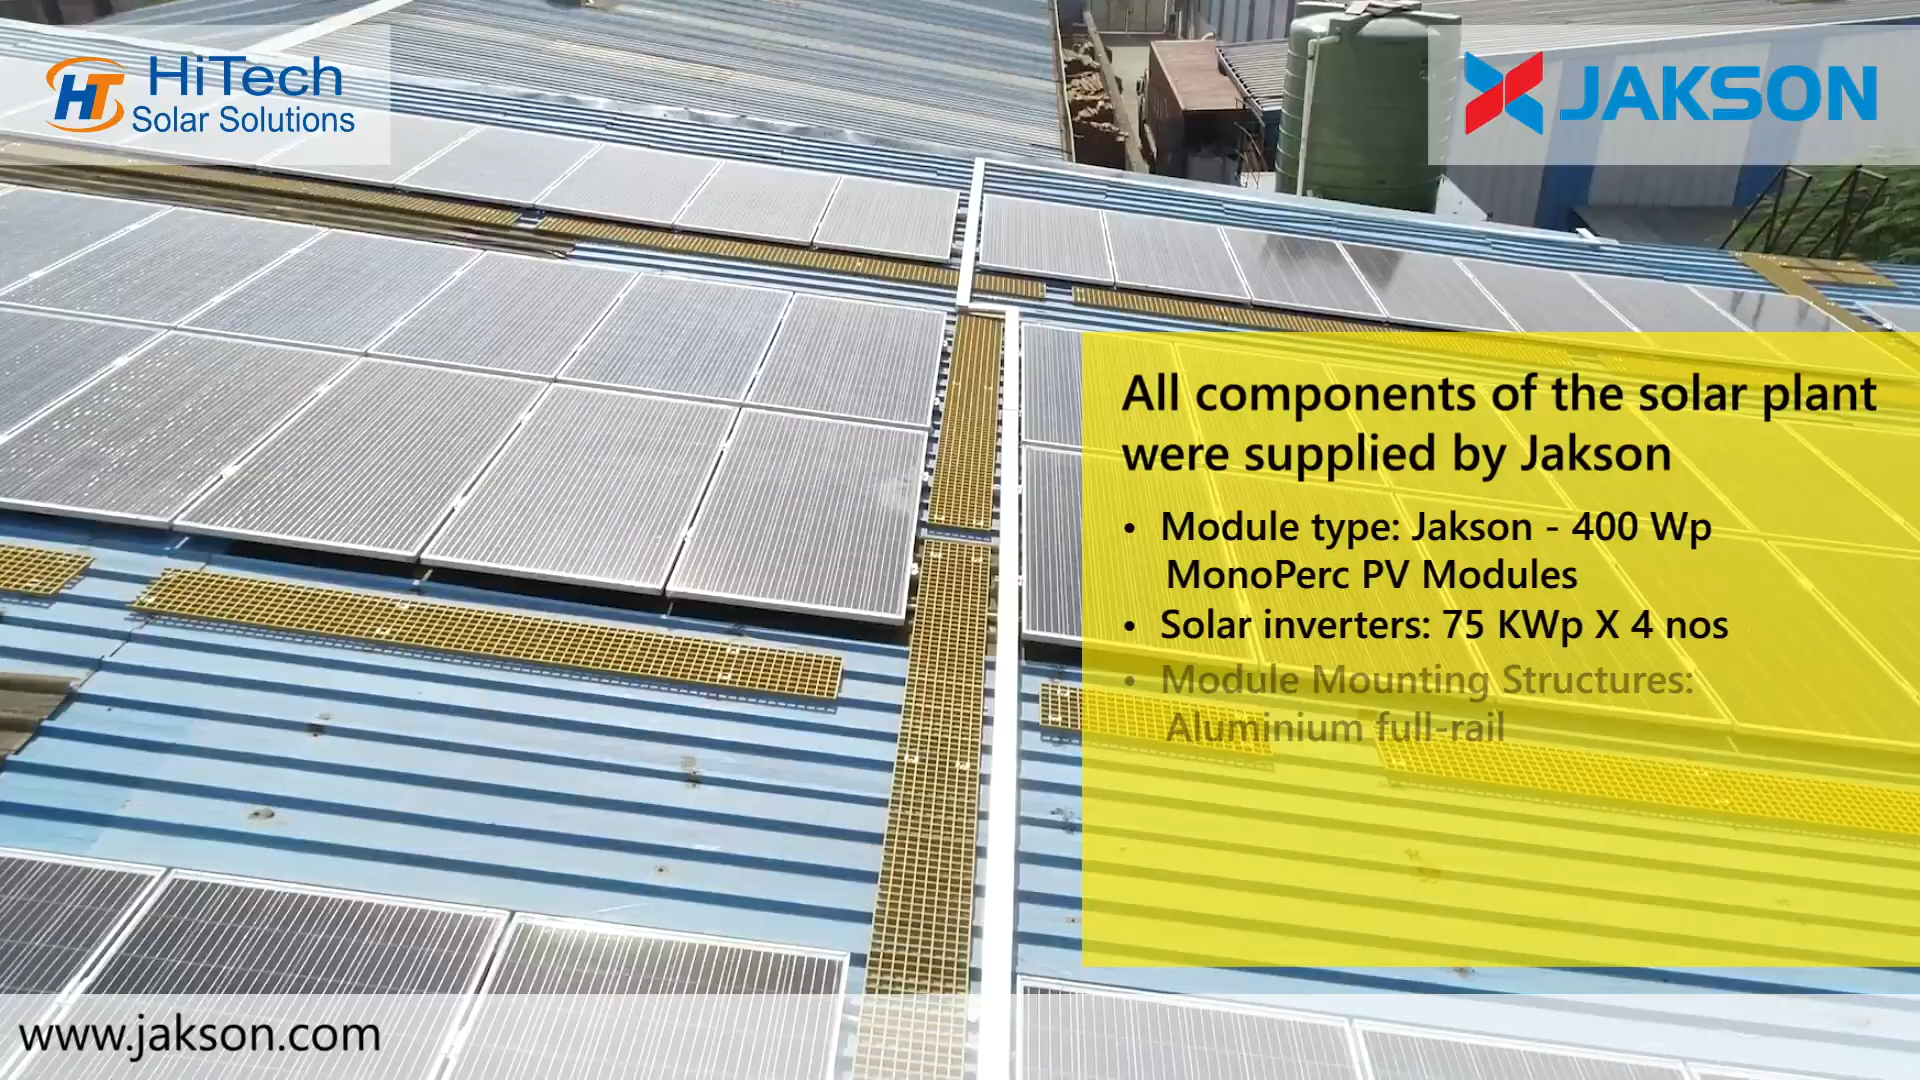 HT HiTech
Solar Solutions
JAKSON
All components of the solar plant
were supplied by Jakson
• Module type: Jakson - 400 Wp
MonoPerc PV Modules
• Solar inverters: 75 KWp X 4 nos
• Module Mounting Structures:
Aluminium full-rail
www.jakson.com